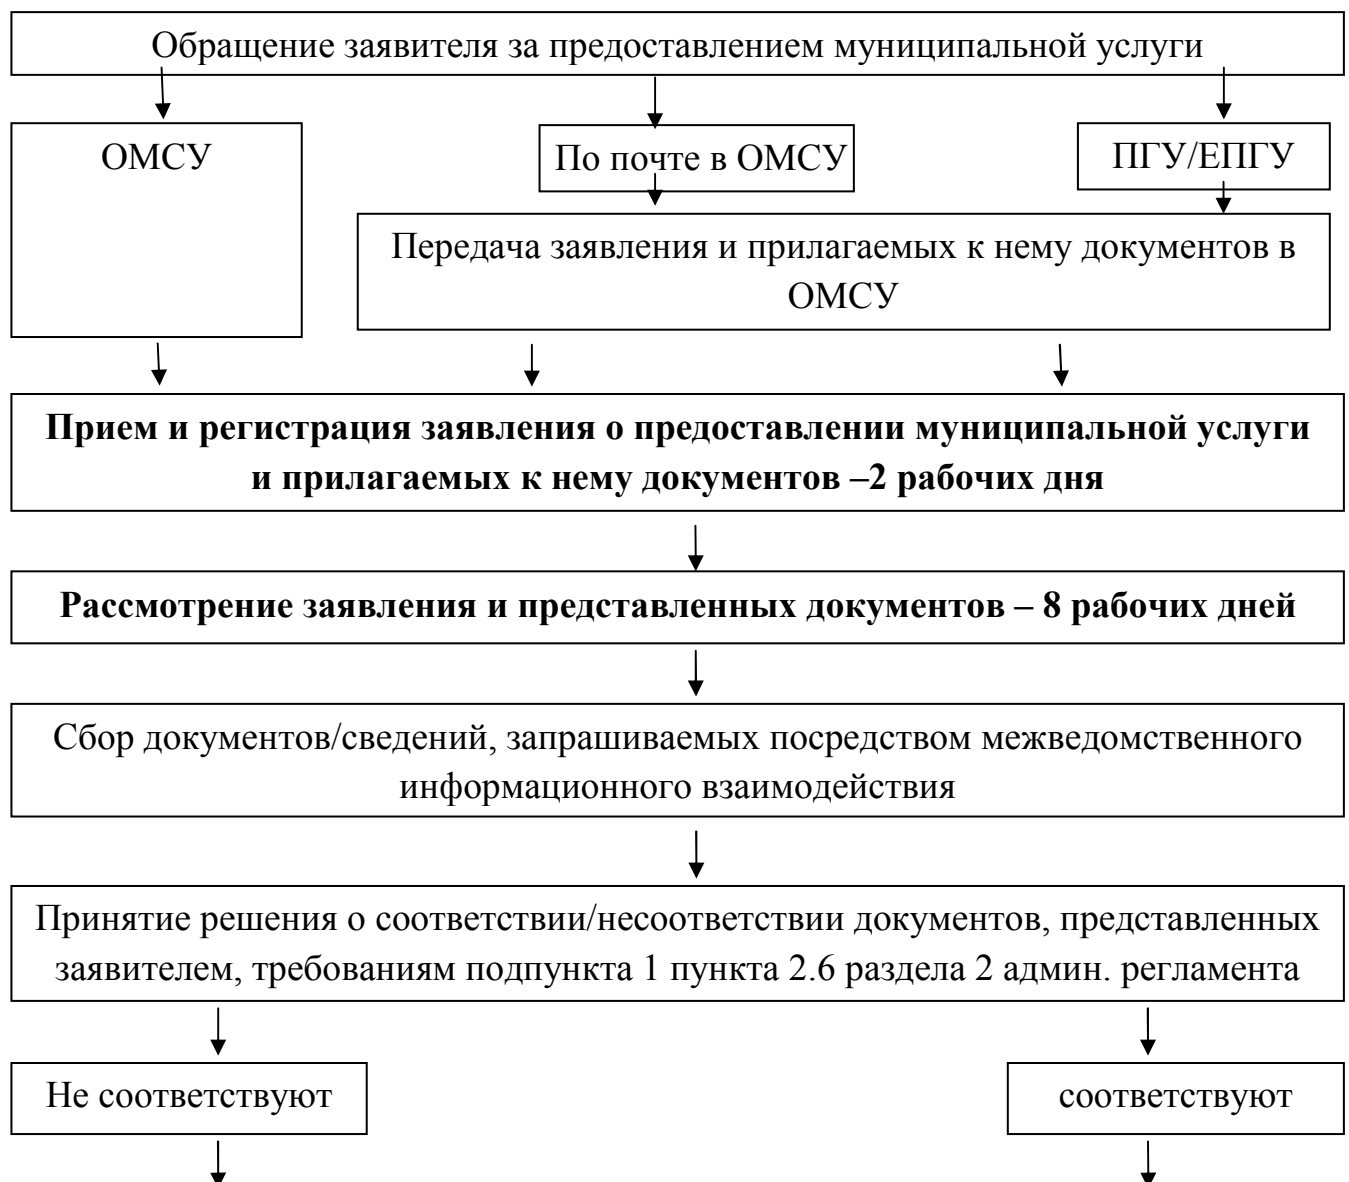 Обращение заявителя за предоставлением муниципальной услуги
ОМСУ
По почте в ОМСУ
ПГУ/ЕПГУ
Передача заявления и прилагаемых к нему документов в
ОМСУ
Прием и регистрация заявления о предоставлении муниципальной услуги
и прилагаемых к нему документов –2 рабочих дня
Рассмотрение заявления и представленных документов – 8 рабочих дней
Сбор документов/сведений, запрашиваемых посредством межведомственного
информационного взаимодействия
Принятие решения о соответствии/несоответствии документов, представленных
заявителем, требованиям подпункта 1 пункта 2.6 раздела 2 админ. регламента
Не соответствуют
соответствуют